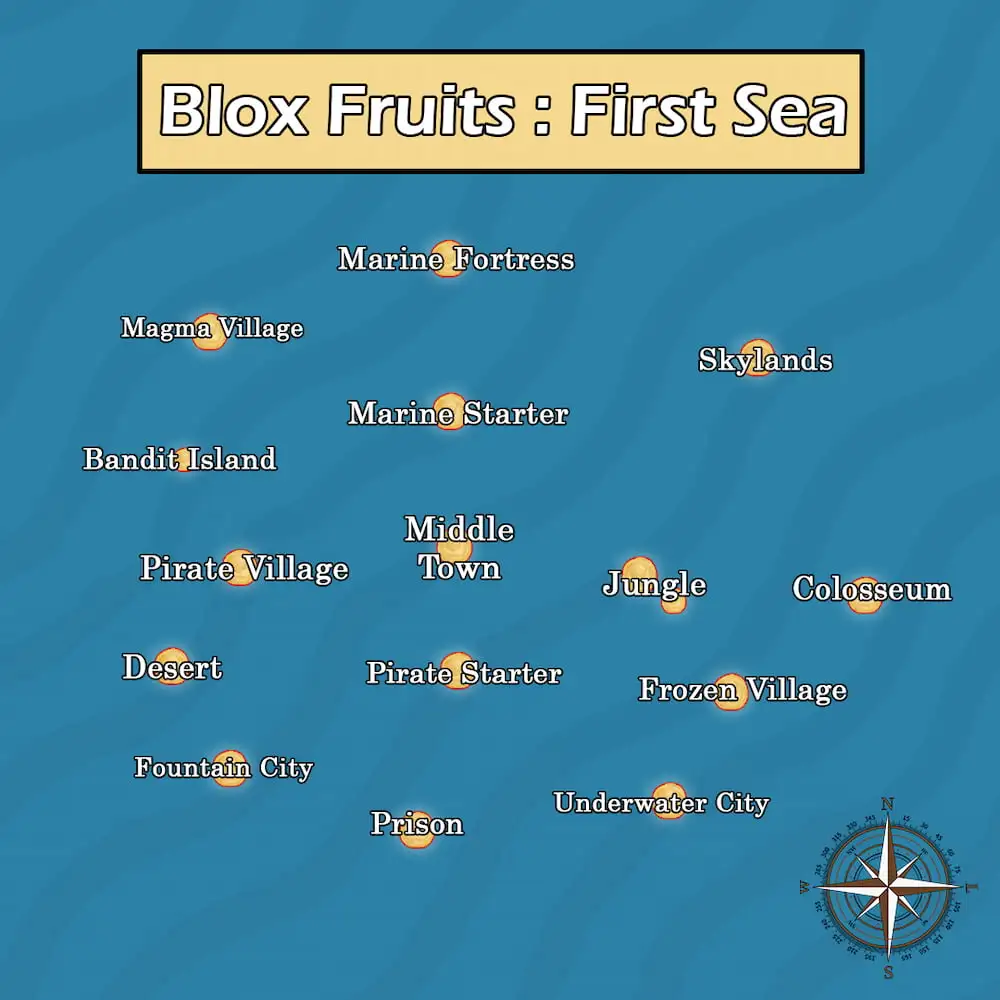 Blox Fruits : First Sea
Marine Fortress
Magma Village
Skylands
Marine Starter
Bandit Island
Middle
Town
Pirate Village
Jungle
Colosseum
Desert
Pirate Starter
Frozen Village
Fountain City
Underwater City
Prison
N
W
S